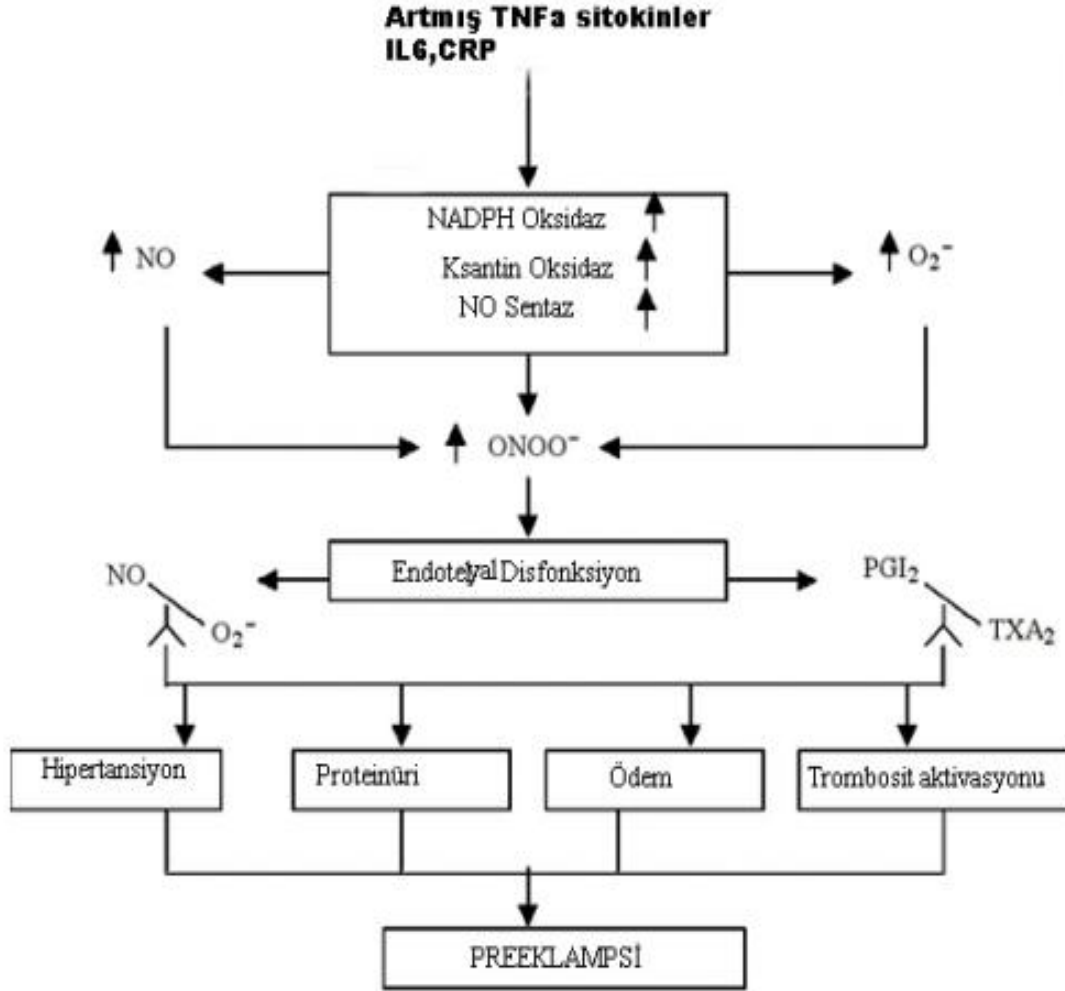 Artmış TNFa sitokinler
IL6,CRP
NADPH Oksidaz
NO
Ksantin Oksidaz
O₂⁻
NO Sentaz
ONOO⁻
Endotelyal Disfonksiyon
NO
O₂⁻
PGI₂
TXA₂
Hipertansiyon
Proteinüri
Ödem
Trombosit aktivasyonu
PREEKLAMPSİ